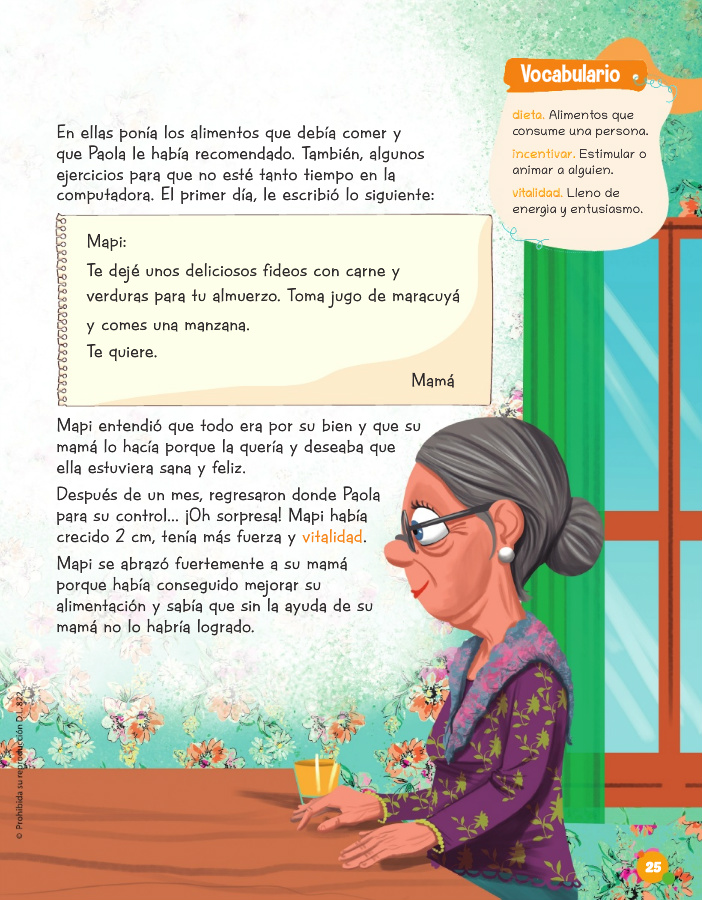 En ellas ponía los alimentos que debía comer y
que Paola le había recomendado. También, algunos
ejercicios para que no esté tanto tiempo en la
computadora. El primer día, le escribió lo siguiente:
Mapi:
Te dejé unos deliciosos fideos con carne y
verduras para tu almuerzo. Toma jugo de maracuyá
y comes una manzana.
Te quiere.
Mamá
Mapi entendió que todo era por su bien y que su
mamá lo hacía porque la quería y deseaba que
ella estuviera sana y feliz.
Después de un mes, regresaron donde Paola
para su control... ¡Oh sorpresa! Mapi había
crecido 2 cm, tenía más fuerza y vitalidad.
Mapi se abrazó fuertemente a su mamá
porque había conseguido mejorar su
alimentación y sabía que sin la ayuda de su
mamá no lo habría logrado.
Vocabulario
dieta. Alimentos que
consume una persona.
incentivar. Estimular o
animar a alguien.
vitalidad. Lleno de
energía y entusiasmo.
© Prohibida su reproducción D.L.822
25